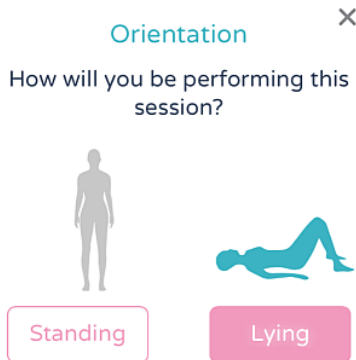 Orientation
How will you be performing this
session?
Standing
Lying